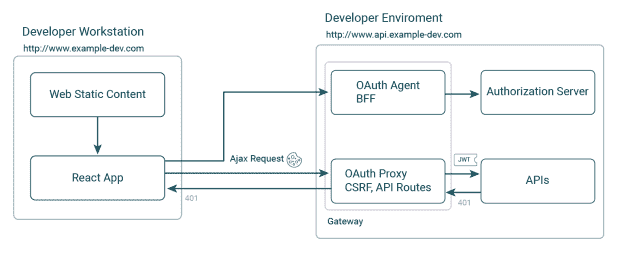 Developer Workstation
http://www.example-dev.com
Web Static Content
React App
401
Ajax Request
Developer Enviroment
http://www.api.example-dev.com
OAuth Agent
BFF
Authorization Server
OAuth Proxy
CSRF, API Routes
JWT
APIs
401
Gateway